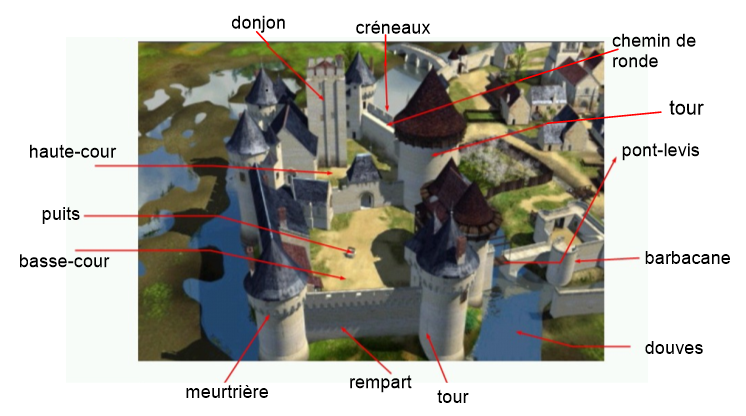 donjon
créneaux
chemin de
ronde
tour
haute-cour
pont-levis
puits
basse-cour
barbacane
douves
meurtrière
rempart
tour